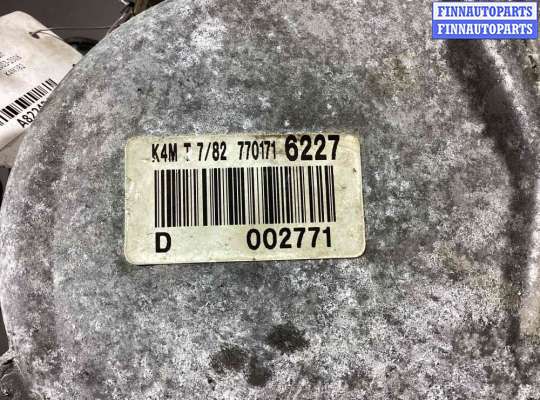 FINNAUTOPARTS
FINNAUTOPARTS
K4M T 7/82 770171 6227
D 002771